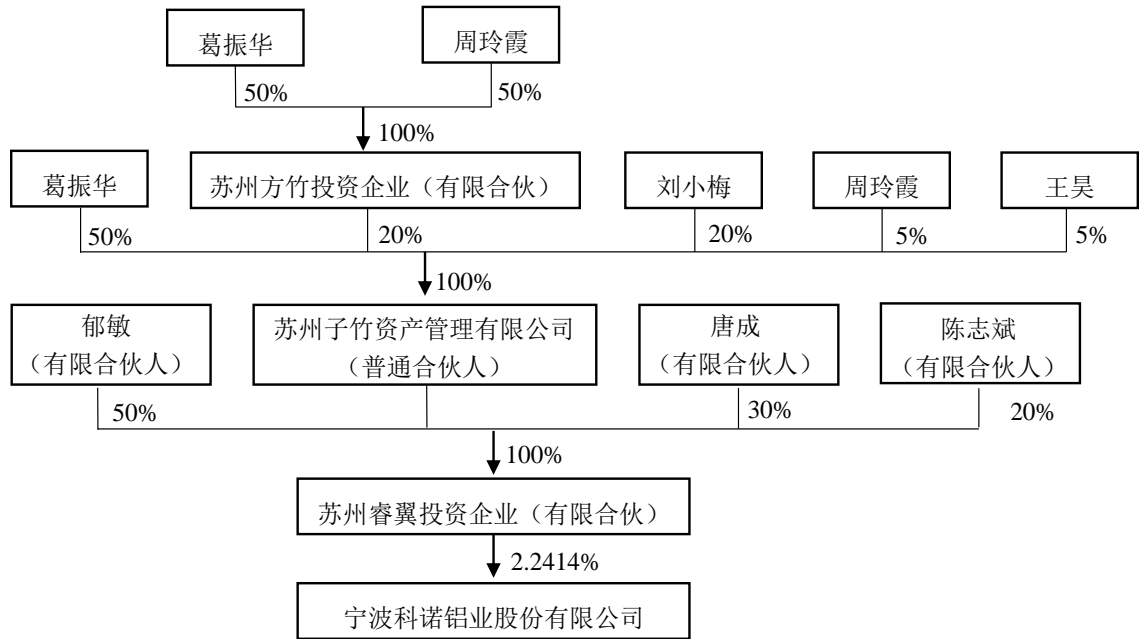 葛振华
周玲霞
50%
50%
100%
葛振华
苏州方竹投资企业（有限合伙）
刘小梅
周玲霞
王昊
50%
20%
20%
5%
5%
100%
郁敏
（有限合伙人）
苏州子竹资产管理有限公司
（普通合伙人）
唐成
（有限合伙人）
陈志斌
（有限合伙人）
50%
30%
20%
100%
苏州睿翼投资企业（有限合伙）
2.2414%
宁波科诺铝业股份有限公司